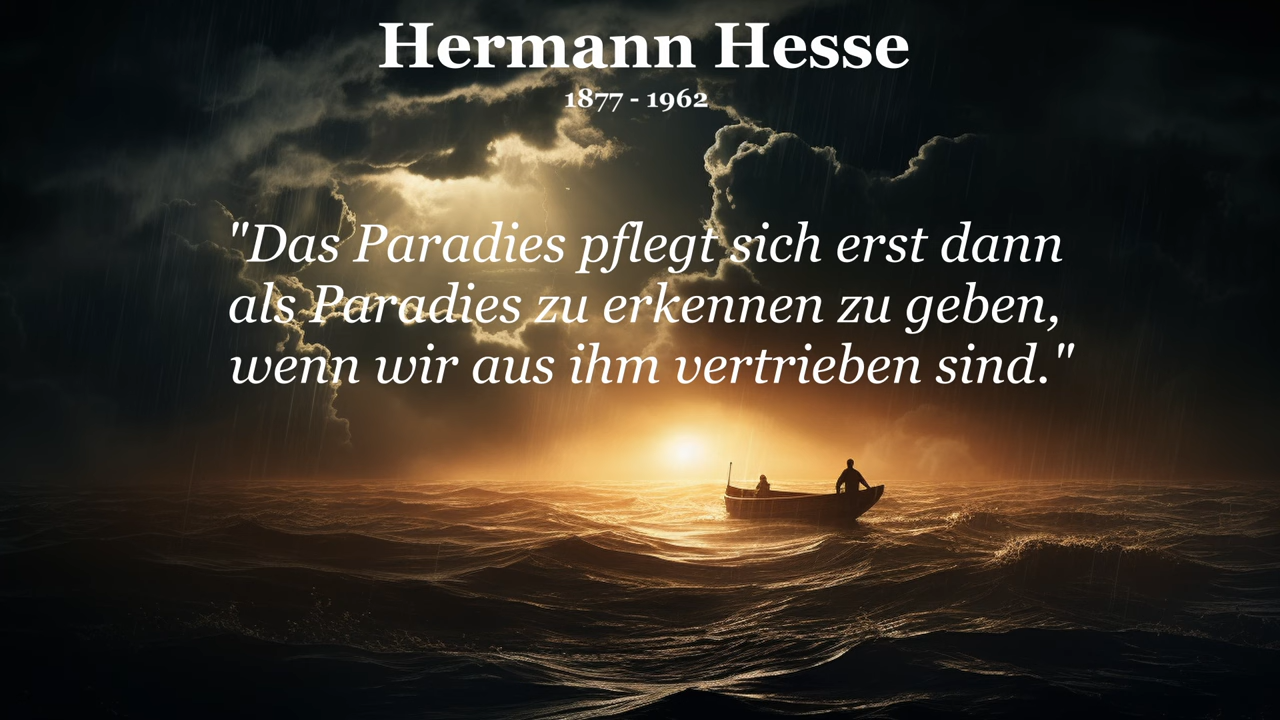 Hermann Hesse
1877 - 1962
"Das Paradies pflegt sich erst dann
als Paradies zu erkennen zu geben,
wenn wir aus ihm vertrieben sind."